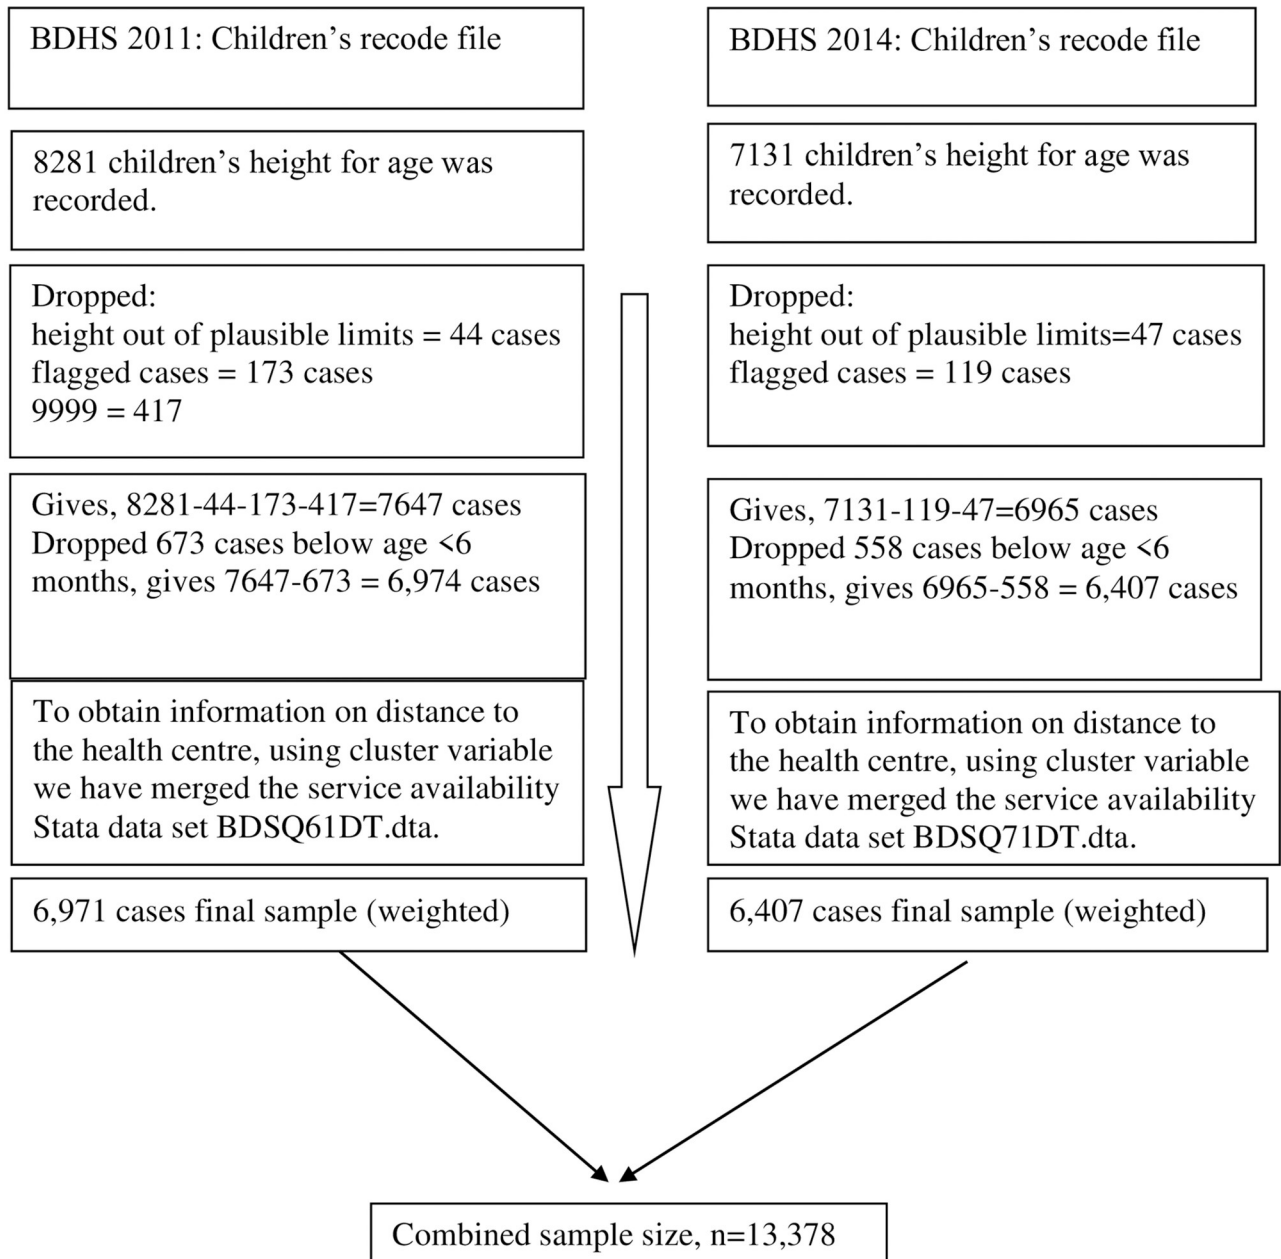 BDHS 2011: Children’s recode file
8281 children’s height for age was
recorded.
Dropped:
height out of plausible limits = 44 cases
flagged cases = 173 cases
9999 = 417
Gives, 8281-44-173-417=7647 cases
Dropped 673 cases below age <6
months, gives 7647-673 = 6,974 cases
To obtain information on distance to
the health centre, using cluster variable
we have merged the service availability
Stata data set BDSQ61DT.dta.
6,971 cases final sample (weighted)
BDHS 2014: Children’s recode file
7131 children’s height for age was
recorded.
Dropped:
height out of plausible limits=47 cases
flagged cases = 119 cases
Gives, 7131-119-47=6965 cases
Dropped 558 cases below age <6
months, gives 6965-558 = 6,407 cases
To obtain information on distance to
the health centre, using cluster variable
we have merged the service availability
Stata data set BDSQ71DT.dta.
6,407 cases final sample (weighted)
Combined sample size, n=13,378